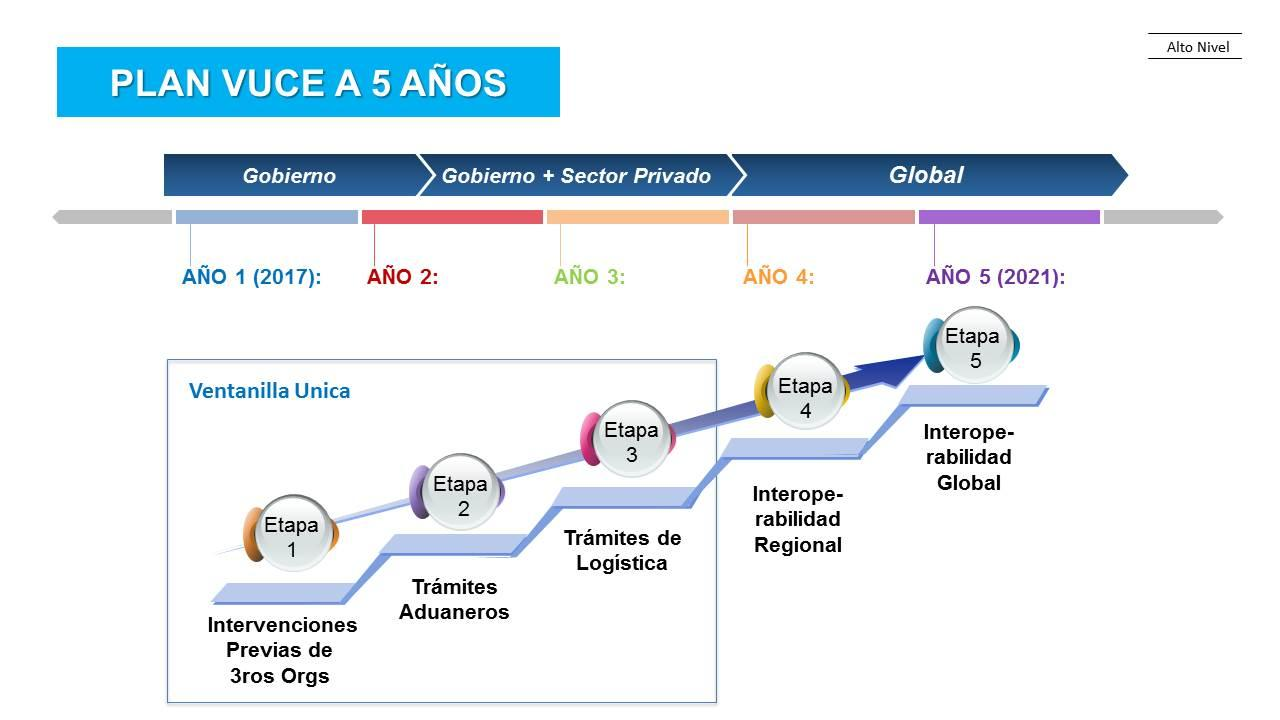 Alto Nivel
PLAN VUCE A 5 AÑOS
Gobierno
Gobierno + Sector Privado
Global
AÑO 1 (2017):
AÑO 2:
AÑO 3:
AÑO 4:
AÑO 5 (2021):
Ventanilla Unica
Etapa
1
Intervenciones
Previas de
3ros Orgs
Etapa
2
Trámites
Aduaneros
Etapa
3
Trámites de
Logística
Etapa
4
Interope-
rabilidad
Regional
Etapa
5
Interope-
rabilidad
Global